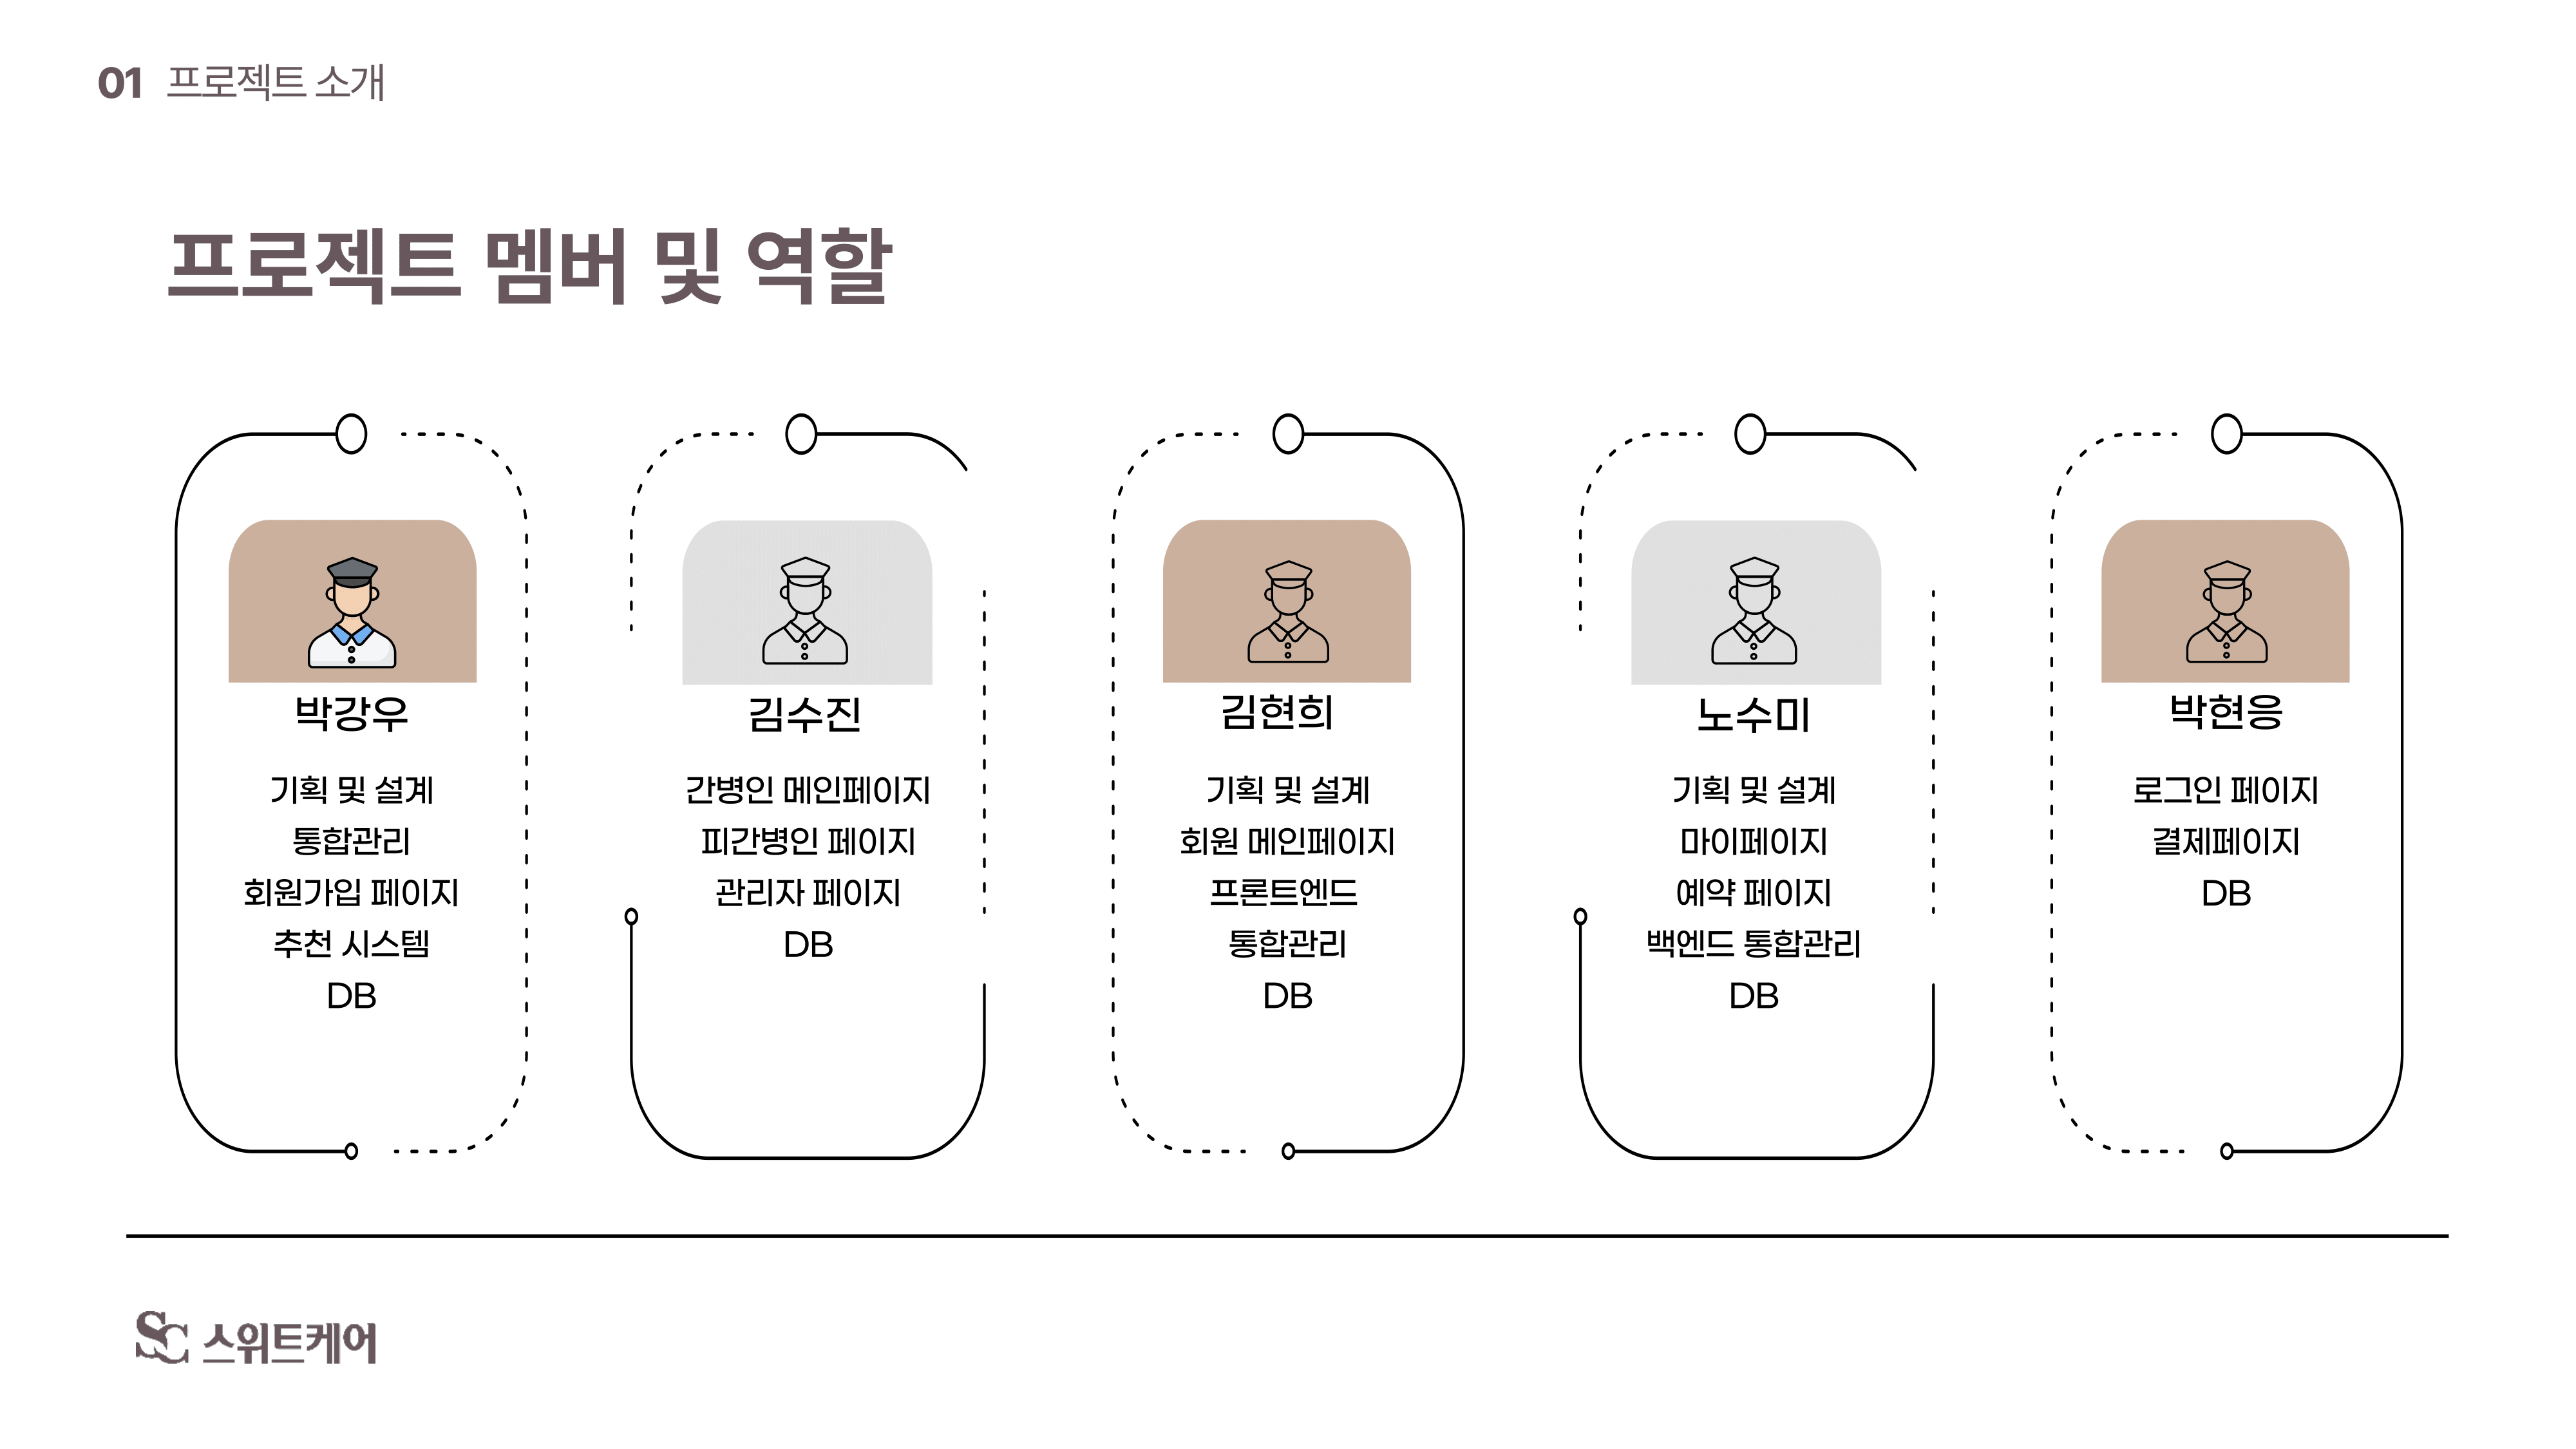 01 프로젝트 소개
프로젝트 멤버 및 역할
박강우
기획 및 설계
통합관리
회원가입 페이지
추천 시스템
DB
김수진
간병인 메인페이지
피간병인 페이지
관리자 페이지
DB
김현희
기획 및 설계
회원 메인페이지
프론트엔드
통합관리
DB
노수미
기획 및 설계
마이페이지
예약 페이지
백엔드 통합관리
DB
박현응
로그인 페이지
결제페이지
DB
SC 스위트케어